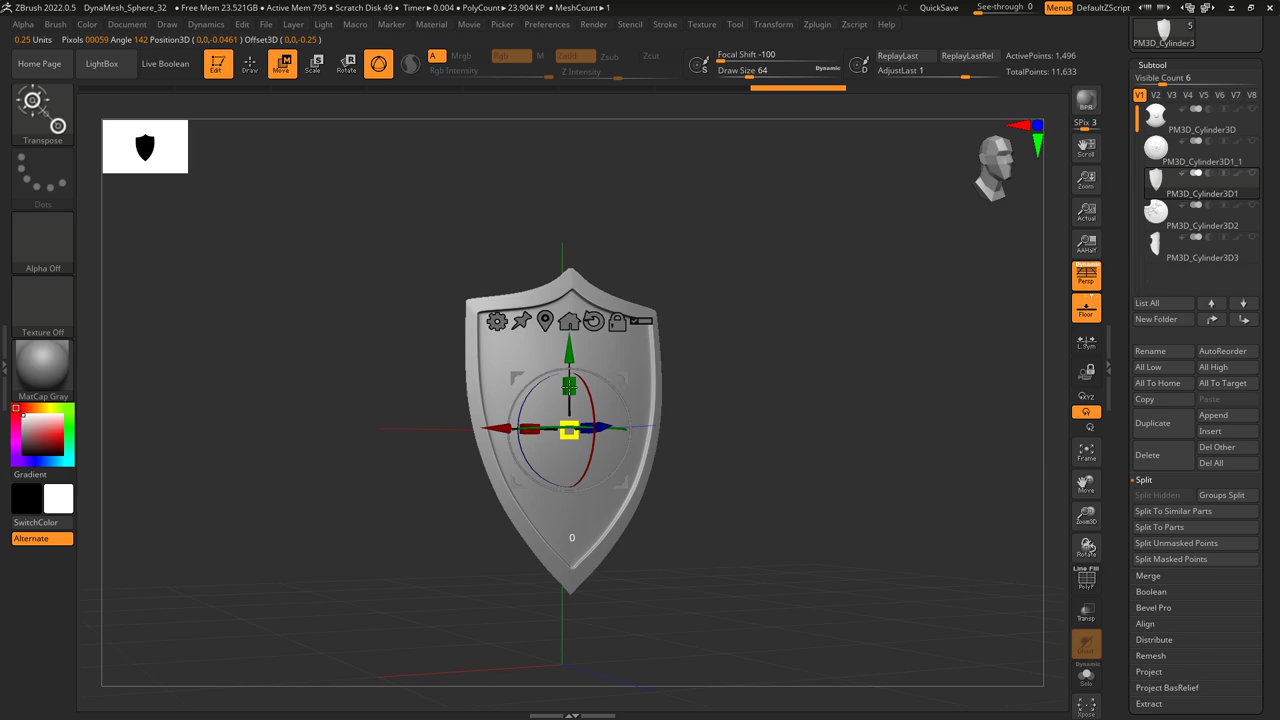 ZBrush 2022.0.5 DynaMesh_Sphere_32 • Free Mem 23.521GB • Active Mem 795 • Scratch Disk 49 • Timer▶0.004 • PolyCount▶23.904 KP • MeshCount▶1 AC QuickSave See-through 0 Menus DefaultZScript
Alpha Brush Color Document Draw Dynamics Edit File Layer Light Macro Marker Material Movie Picker Preferences Render Stencil Stroke Texture Tool Transform Zplugin Zscript Help
0.25 Units Pixels 00059 Angle 142 Position3D ( 0,0,-0.0461) Offset3D ( 0,0,-0.25)
Home Page
LightBox
Live Boolean
Edit
Draw
Move
Scale
Rotate
A
Mrgb
Rgb
M
Zadd
Zsub
Zcut
Rgb Intensity
Z Intensity
S
Focal Shift -100
Draw Size 64
Dynamic
D
ReplayLast
ReplayLastRel
AdjustLast 1
ActivePoints: 1,496
TotalPoints: 11,633
Transpose
Dots
Alpha Off
Texture Off
MatCap Gray
Gradient
SwitchColor
Alternate
0
BPR
SPix 3
Scroll
Zoom
Actual
AAHalf
Dynamic
Persp
Floor
L.Sym
XYZ
Frame
Move
Zoom3D
Rotate
Line Fill
PolyF
Transp
Ghost
Dynamic
Solo
Xpose
5
PM3D_Cylinder3
Subtool
Visible Count 6
V1 V2 V3 V4 V5 V6 V7 V8
PM3D_Cylinder3D
PM3D_Cylinder3D1_1
PM3D_Cylinder3D1
PM3D_Cylinder3D2
PM3D_Cylinder3D3
List All
New Folder
Rename AutoReorder
All Low All High
All To Home All To Target
Copy Paste
Duplicate
Append
Insert
Delete
Del Other
Del All
Split
Split Hidden Groups Split
Split To Similar Parts
Split To Parts
Split Unmasked Points
Split Masked Points
Merge
Boolean
Bevel Pro
Align
Distribute
Remesh
Project
Project BasRelief
Extract